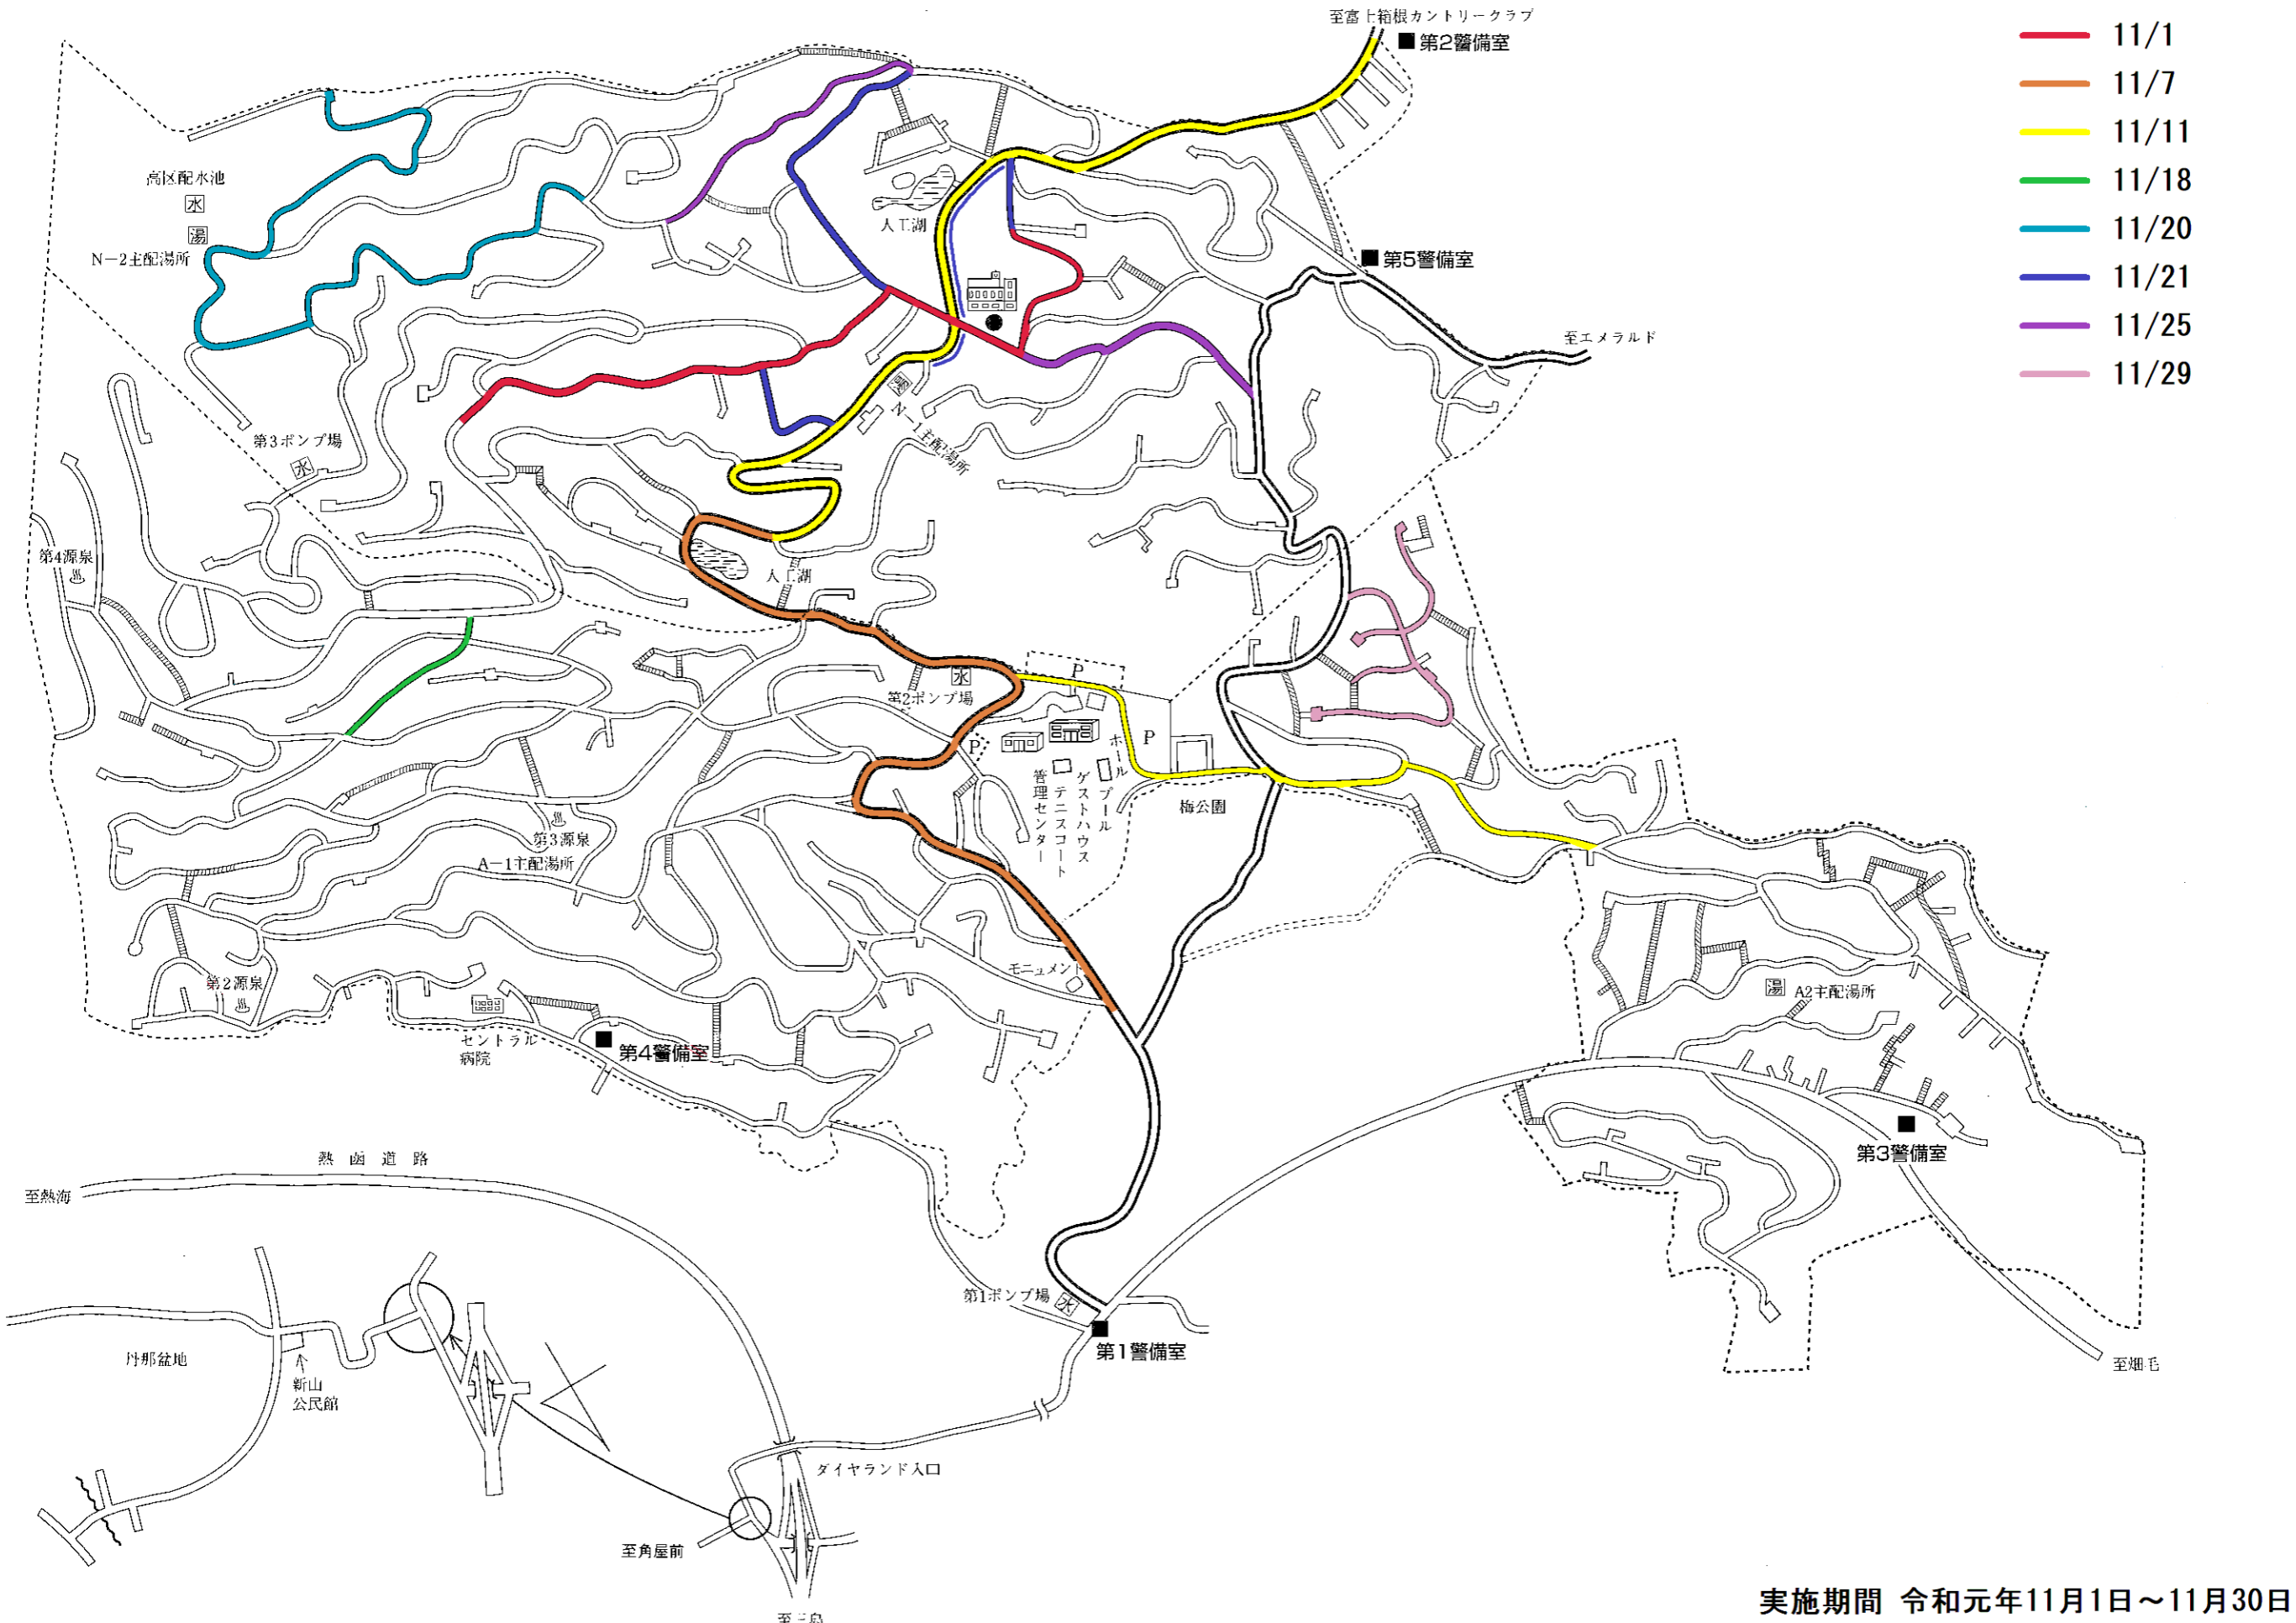 至富士箱根カントリークラブ
■第2警備室
11/1
11/7
11/11
11/18
11/20
11/21
11/25
11/29
高区配水池
水
湯
N－2主配湯所
人工湖
■第5警備室
至エメラルド
N－1主配湯所
第3ポンプ場
水
第4源泉
人工湖
水
第2ポンプ場
P
P
P
ホール
プール
ゲストハウス
テニスコート
管理センター
梅公園
第3源泉
A－1主配湯所
モニュメント
第2源泉
湯
A2主配湯所
セントラル
病院
■第4警備室
■
第3警備室
熱函道路
至熱海
第1ポンプ場
水
■
第1警備室
丹那盆地
新山
公民館
至畑毛
ダイヤランド入口
至角屋前
至三島
実施期間 令和元年11月1日～11月30日